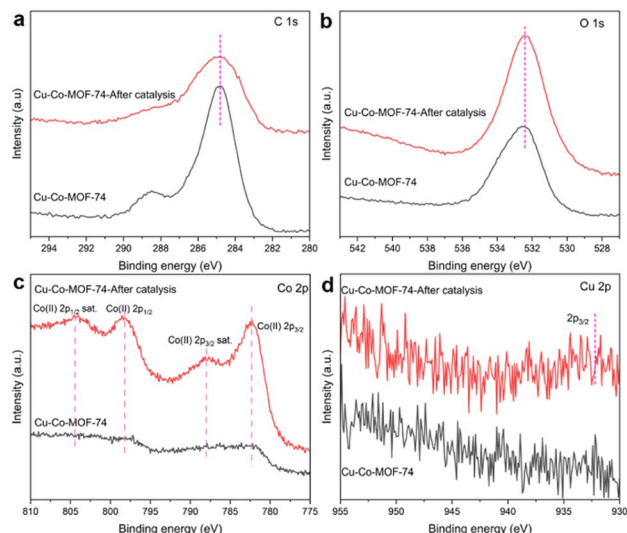 a
C 1s
Cu-Co-MOF-74-After catalysis
Cu-Co-MOF-74
Intensity (a.u)
294 292 290 288 286 284 282 280
Binding energy (eV)
b
O 1s
Cu-Co-MOF-74-After catalysis
Cu-Co-MOF-74
Intensity (a.u)
542 540 538 536 534 532 530 528
Binding energy (eV)
c
Co 2p
Cu-Co-MOF-74-After catalysis
Co(II) 2p1/2 sat. Co(II) 2p1/2
Co(II) 2p3/2 sat. Co(II) 2p3/2
Cu-Co-MOF-74
Intensity (a.u)
810 805 800 795 790 785 780 775
Binding energy (eV)
d
Cu 2p
Cu-Co-MOF-74-After catalysis
2p3/2
Cu-Co-MOF-74
Intensity (a.u)
955 950 945 940 935 930
Binding energy (eV)